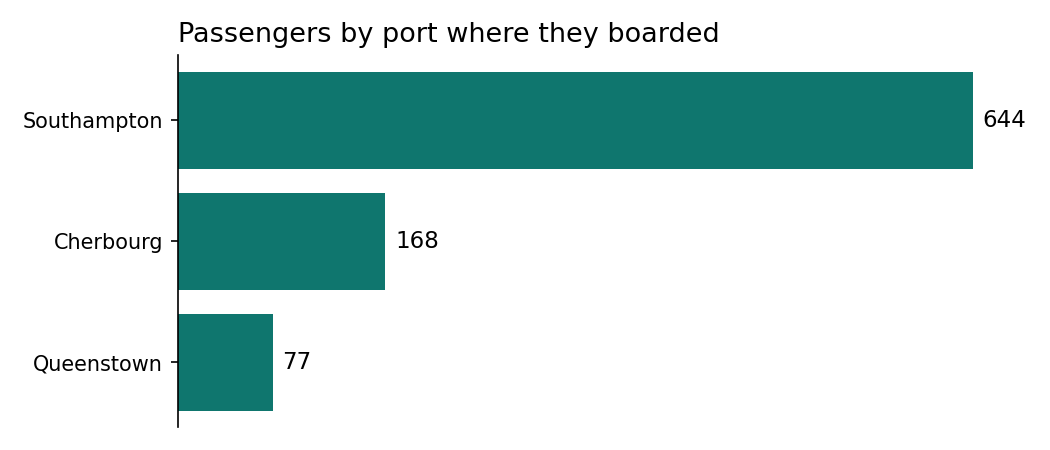 Passengers by port where they boarded
Southampton 644
Cherbourg 168
Queenstown 77